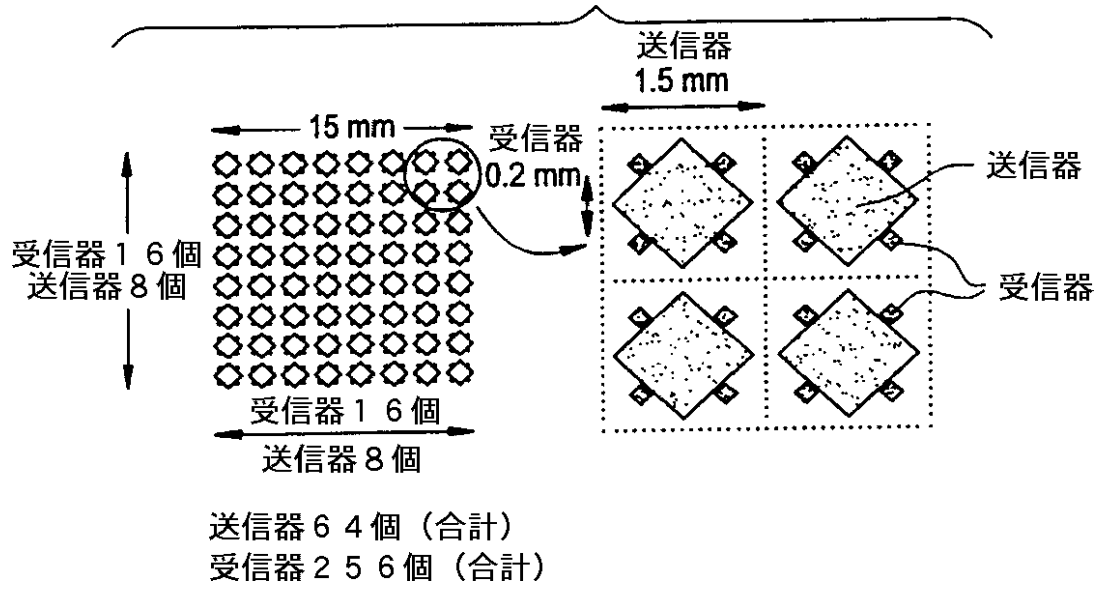 送信器
1.5 mm
15 mm
受信器
0.2 mm
送信器
受信器
受信器１６個
送信器８個
受信器１６個
送信器８個
送信器６４個（合計）
受信器２５６個（合計）